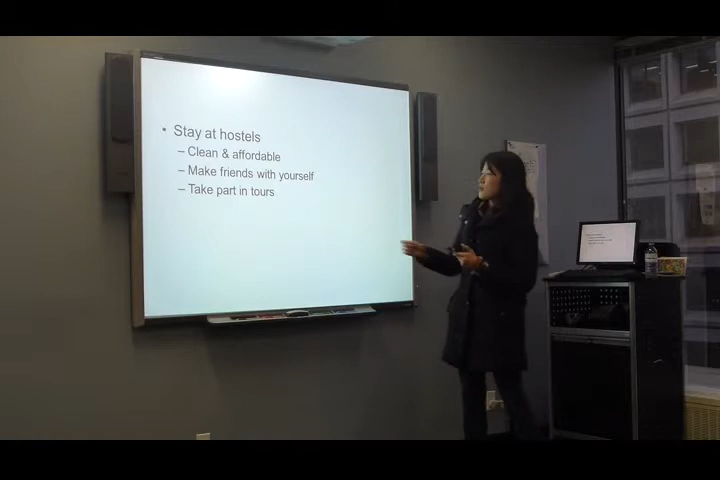 • Stay at hostels
– Clean & affordable
– Make friends with yourself
– Take part in tours